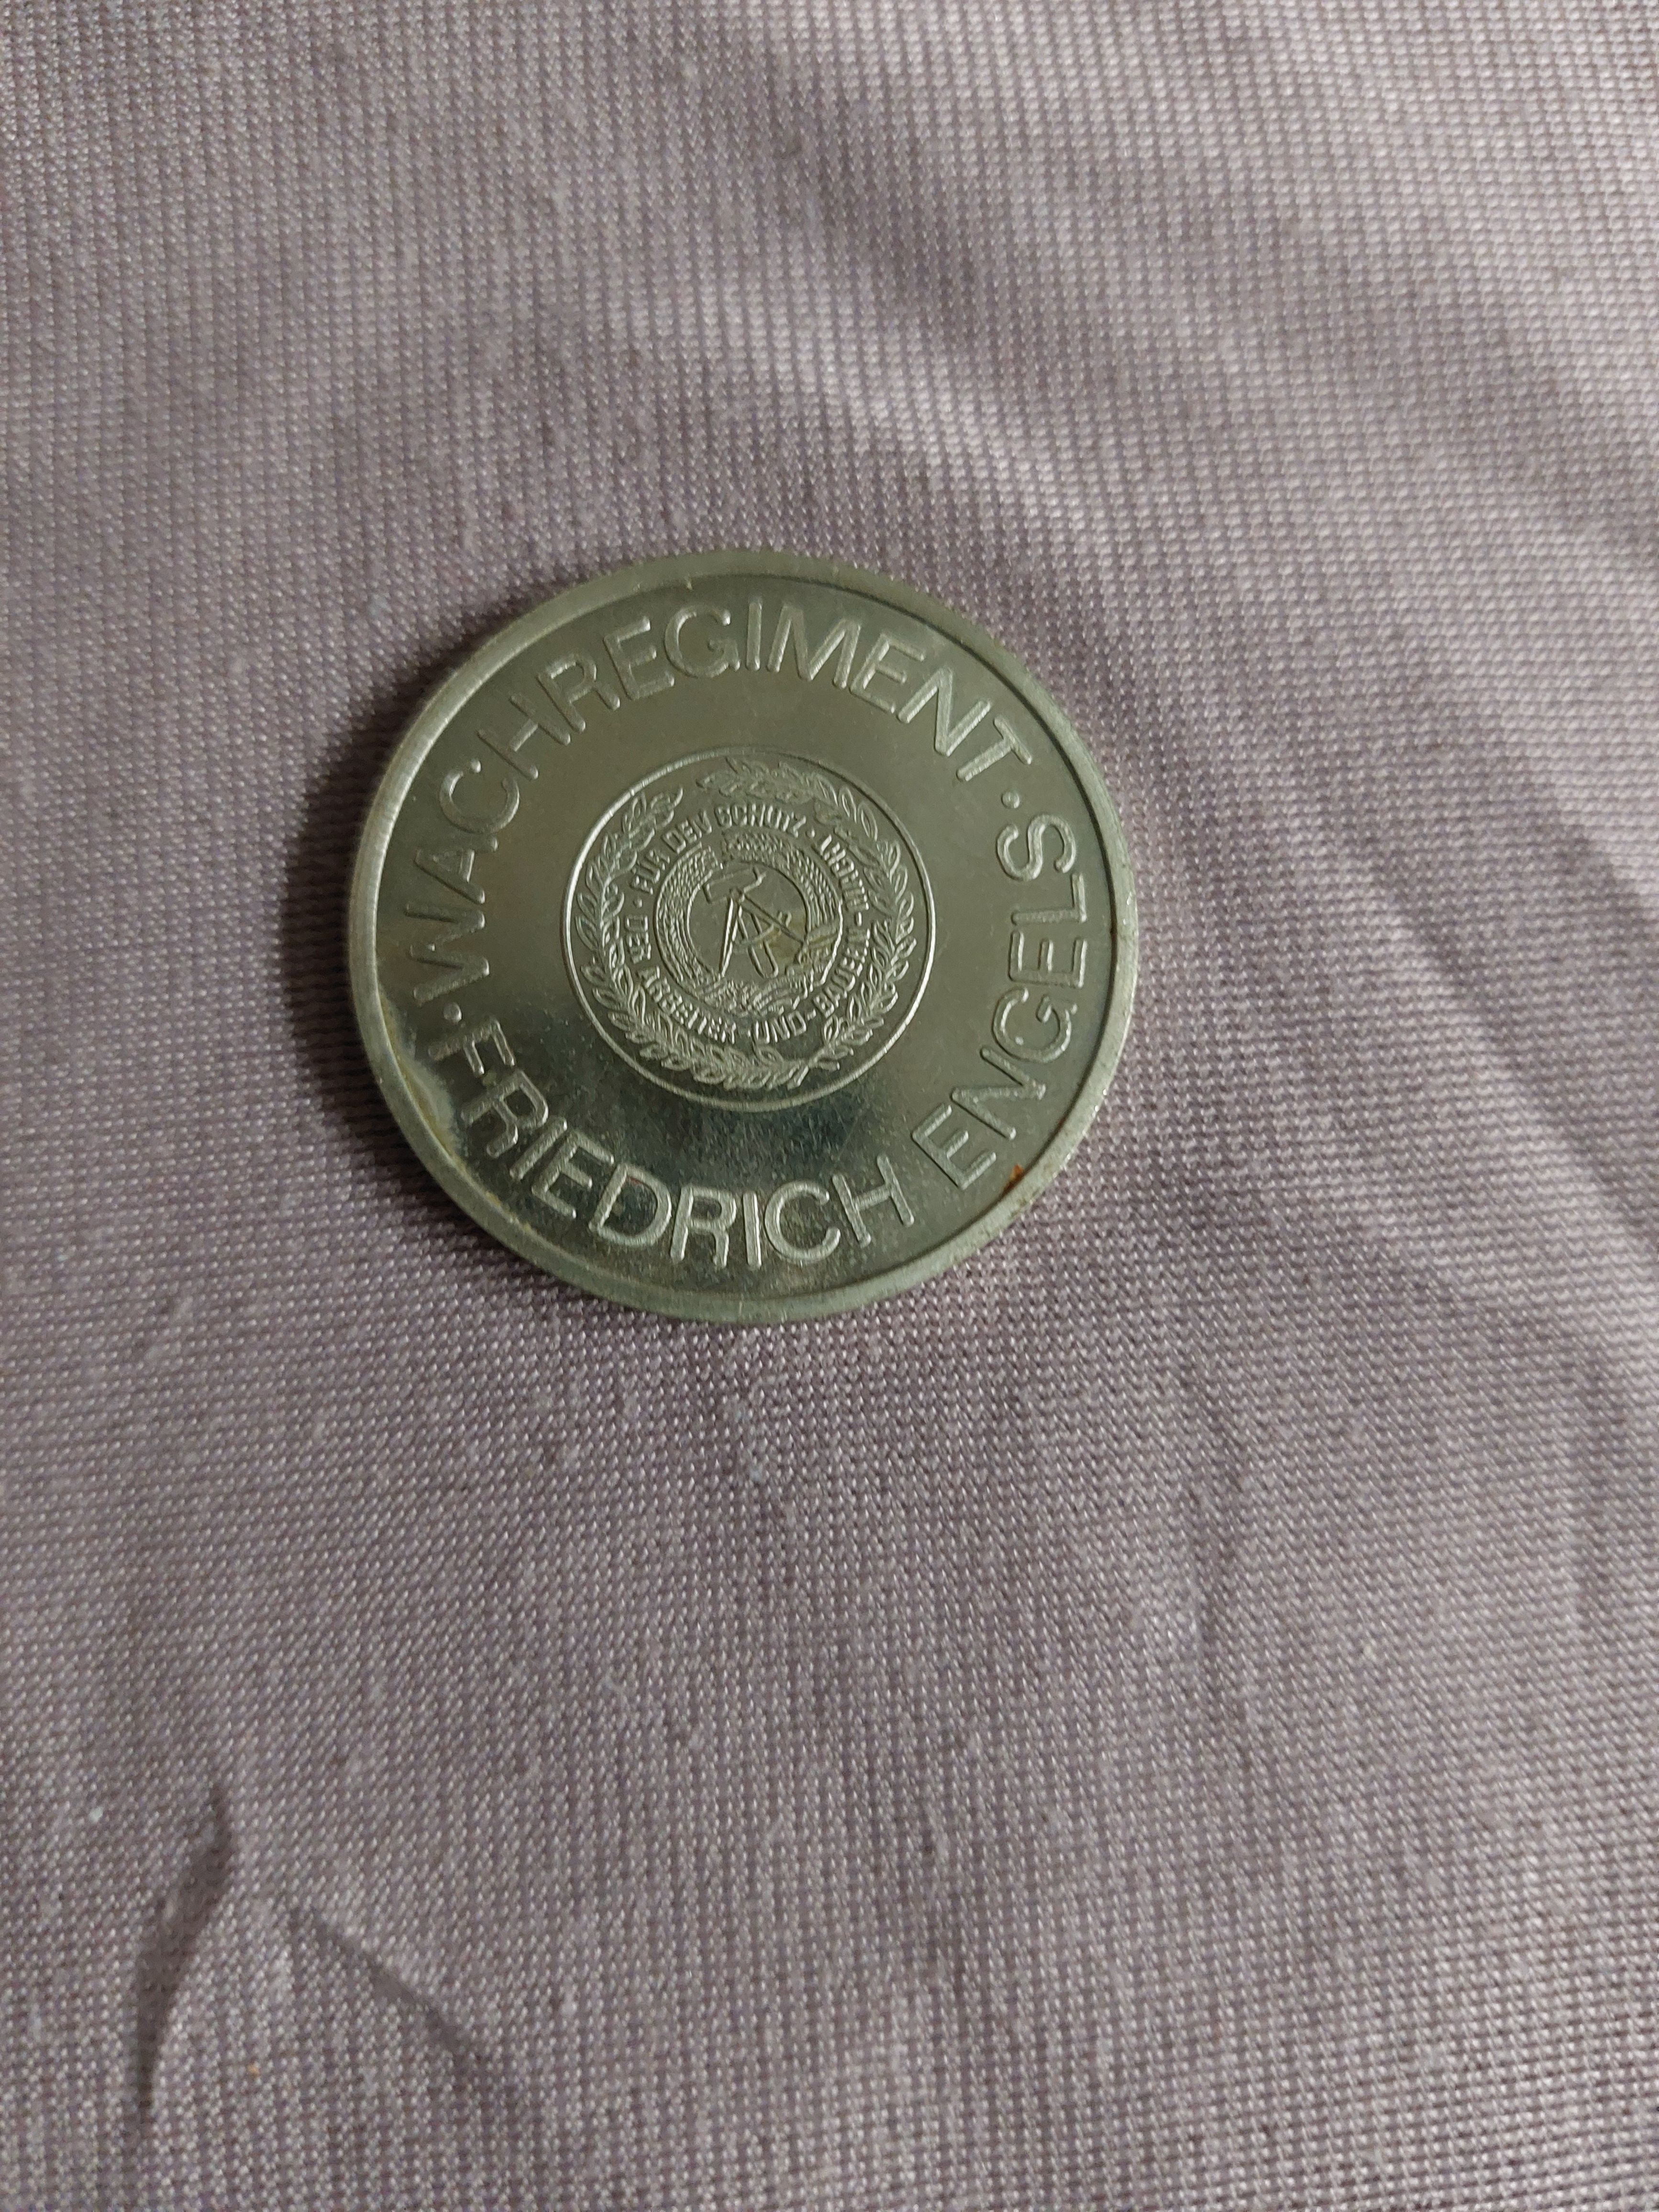 ·WACHREGIMENT·
FRIEDRICH ENGELS
·FÜR DEN SCHUTZ·
DER ARBEITER-UND-BAUERN-